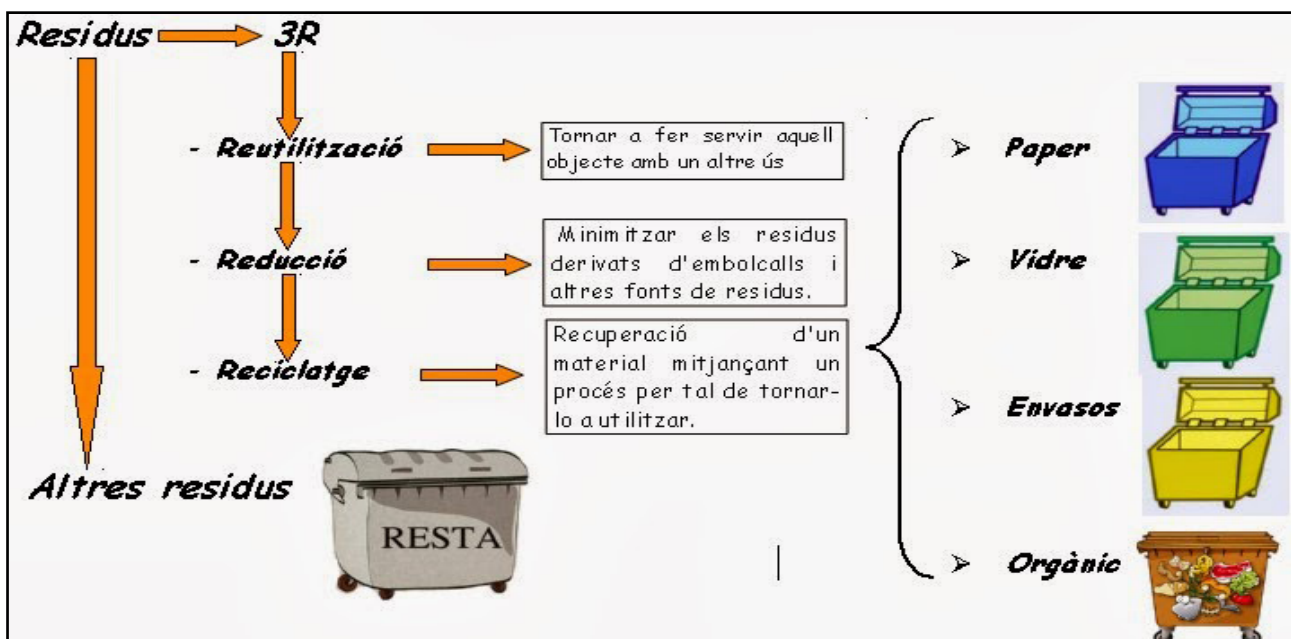 Residus 3R
- Reutilització
Tornar a fer servir aquell
objecte amb un altre ús
- Reducció
Minimitzar els residus
derivats d'embolcalls i
altres fonts de residus.
- Reciclatge
Recuperació d'un
material mitjançant un
procés per tal de tornar-
lo a utilitzar.
Paper
Vidre
Envasos
Orgànic
Altres residus
RESTA